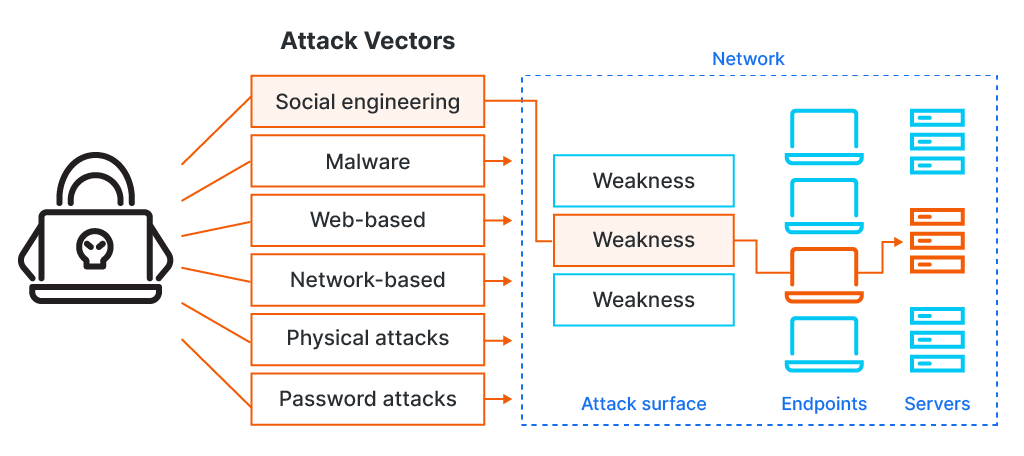 Attack Vectors
Network
Social engineering
Malware
Web-based
Network-based
Physical attacks
Password attacks
Weakness
Weakness
Weakness
Attack surface
Endpoints
Servers